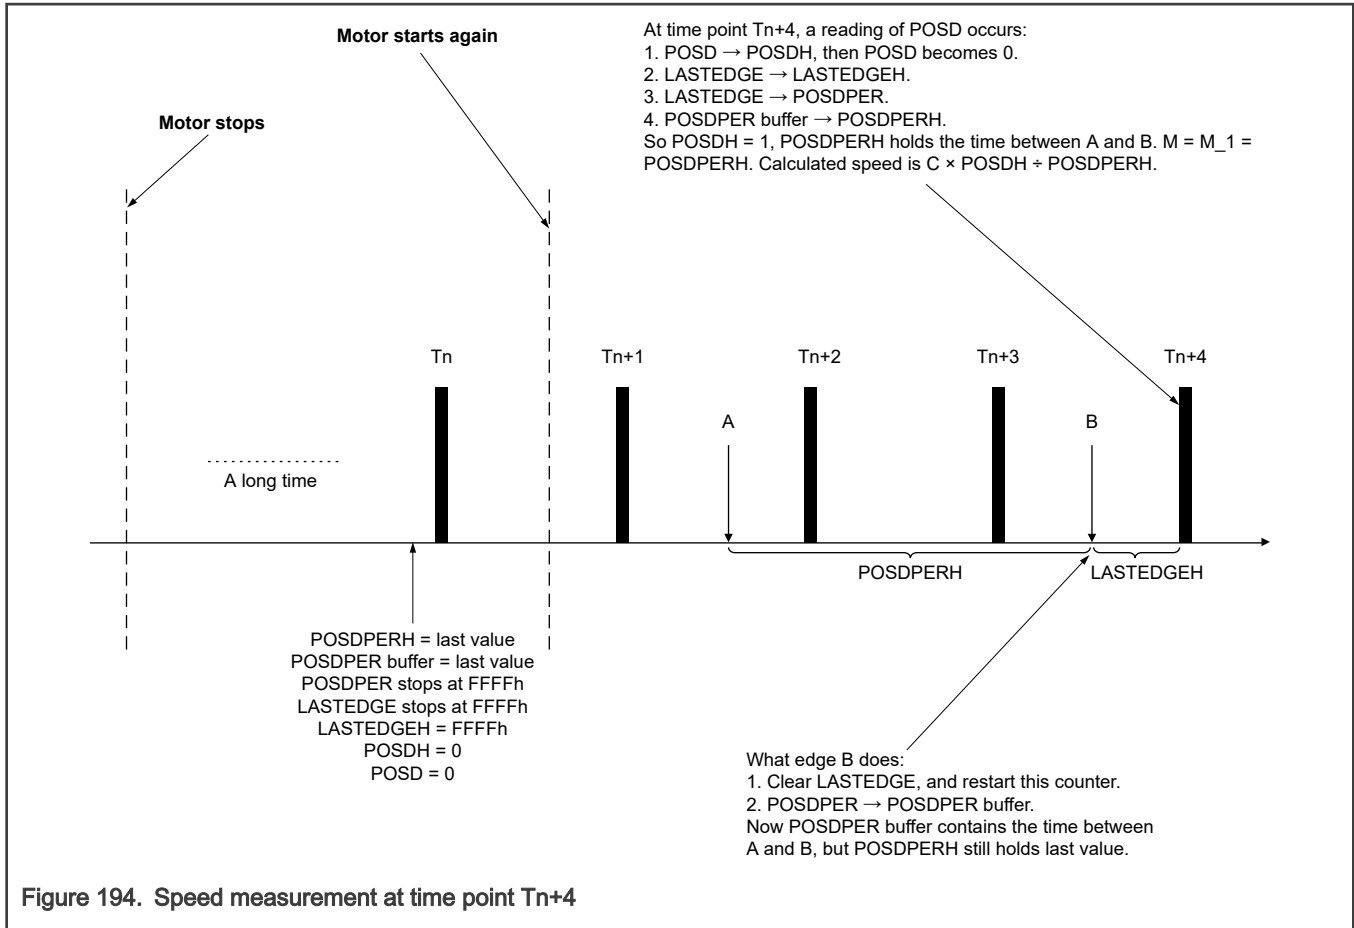 Motor starts again
At time point Tn+4, a reading of POSD occurs:
1. POSD → POSDH, then POSD becomes 0.
2. LASTEDGE → LASTEDGEH.
3. LASTEDGE → POSDPER.
4. POSDPER buffer → POSDPERH.
So POSDH = 1, POSDPERH holds the time between A and B. M = M_1 =
POSDPERH. Calculated speed is C × POSDH ÷ POSDPERH.
Motor stops
Tn
Tn+1
Tn+2
Tn+3
Tn+4
A
B
A long time
POSDPERH
LASTEDGEH
POSDPERH = last value
POSDPER buffer = last value
POSDPER stops at FFFFh
LASTEDGE stops at FFFFh
LASTEDGEH = FFFFh
POSDH = 0
POSD = 0
What edge B does:
1. Clear LASTEDGE, and restart this counter.
2. POSDPER → POSDPER buffer.
Now POSDPER buffer contains the time between
A and B, but POSDPERH still holds last value.
Figure 194. Speed measurement at time point Tn+4